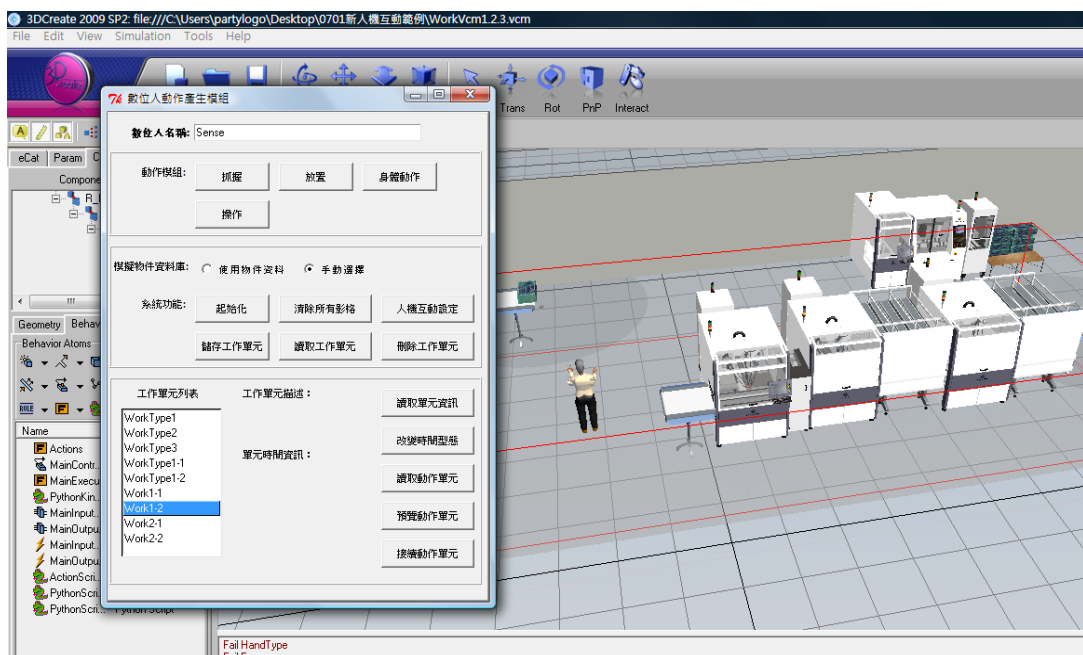 3DCreate 2009 SP2: file:///C:\Users\partylogo\Desktop\0701新人機互動範例\WorkVcm1.2.3.vcm
File Edit View Simulation Tools Help
Trans Rot PnP Interact
數位人動作產生模組
數位人名稱: Sense
eCat Param C
動作模組: 抓握 放置 身體動作
Compone
操作
R_
模擬物件資料庫: 使用物件資料 手動選擇
系統功能: 起始化 清除所有影格 人機互動設定
Geometry Behav
Behavior Atoms
儲存工作單元 讀取工作單元 刪除工作單元
工作單元列表 工作單元描述: 讀取單元資訊
RULE
WorkType1
Name
WorkType2
改變時間型態
Actions
WorkType3
單元時間資訊:
MainContr...
WorkType1-1
MainExecu
WorkType1-2
讀取動作單元
PythonKin...
Work1-1
MainInput...
Work1-2
預覽動作單元
MainOutpu
Work2-1
MainInput...
Work2-2
MainOutpu
接續動作單元
ActionScri...
PythonScri...
PythonScri... Python Script
Fail HandType